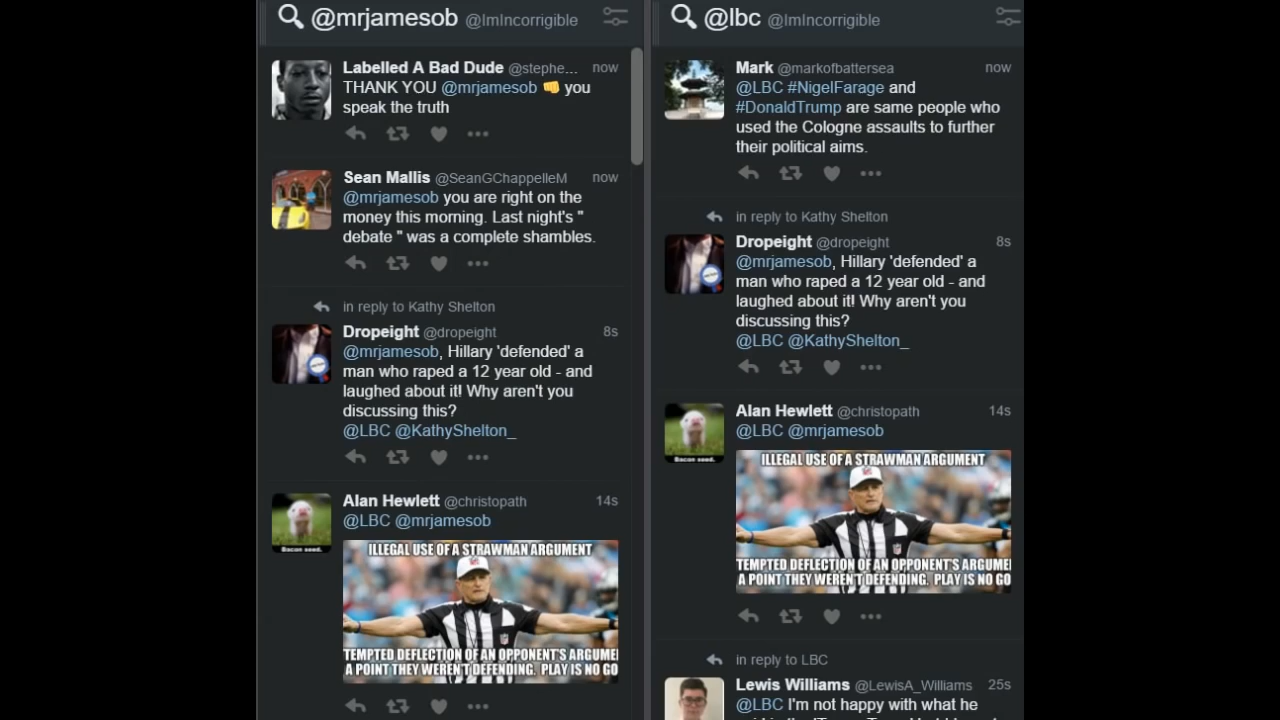 @mrjamesob @ImIncorrigible
Labelled A Bad Dude @stephe... now
THANK YOU @mrjamesob 👊 you
speak the truth
Sean Mallis @SeanGChappelleM now
@mrjamesob you are right on the
money this morning. Last night's "
debate " was a complete shambles.
in reply to Kathy Shelton
Dropeight @dropeight 8s
@mrjamesob, Hillary 'defended' a
man who raped a 12 year old - and
laughed about it! Why aren't you
discussing this?
@LBC @KathyShelton_
Alan Hewlett @christopath 14s
@LBC @mrjamesob
Bacon seed.
ILLEGAL USE OF A STRAWMAN ARGUMENT
TEMPTED DEFLECTION OF AN OPPONENT'S ARGUME
A POINT THEY WEREN'T DEFENDING. PLAY IS NO GO
@lbc @ImIncorrigible
Mark @markofbattersea now
@LBC #NigelFarage and
#DonaldTrump are same people who
used the Cologne assaults to further
their political aims.
in reply to Kathy Shelton
Dropeight @dropeight 8s
@mrjamesob, Hillary 'defended' a
man who raped a 12 year old - and
laughed about it! Why aren't you
discussing this?
@LBC @KathyShelton_
Alan Hewlett @christopath 14s
@LBC @mrjamesob
Bacon seed.
ILLEGAL USE OF A STRAWMAN ARGUMENT
TEMPTED DEFLECTION OF AN OPPONENT'S ARGUME
A POINT THEY WEREN'T DEFENDING. PLAY IS NO GO
in reply to LBC
Lewis Williams @LewisA_Williams 25s
@LBC I'm not happy with what he